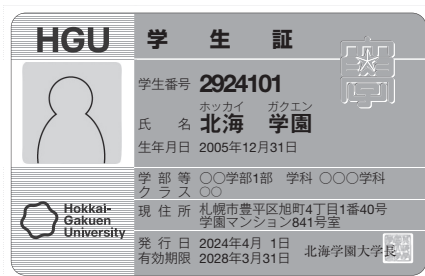 HGU 学生証
学生番号 2924101
ホッカイ ガクエン
氏名 北海 学園
生年月日 2005年12月31日
学部等 〇〇学部1部 学科 〇〇〇学科
クラス 〇〇
Hokkai-
Gakuen
University
現住所 札幌市豊平区旭町4丁目1番40号
学園マンション841号室
発行日 2024年4月 1日
有効期限 2028年3月31日
北海学園大学長